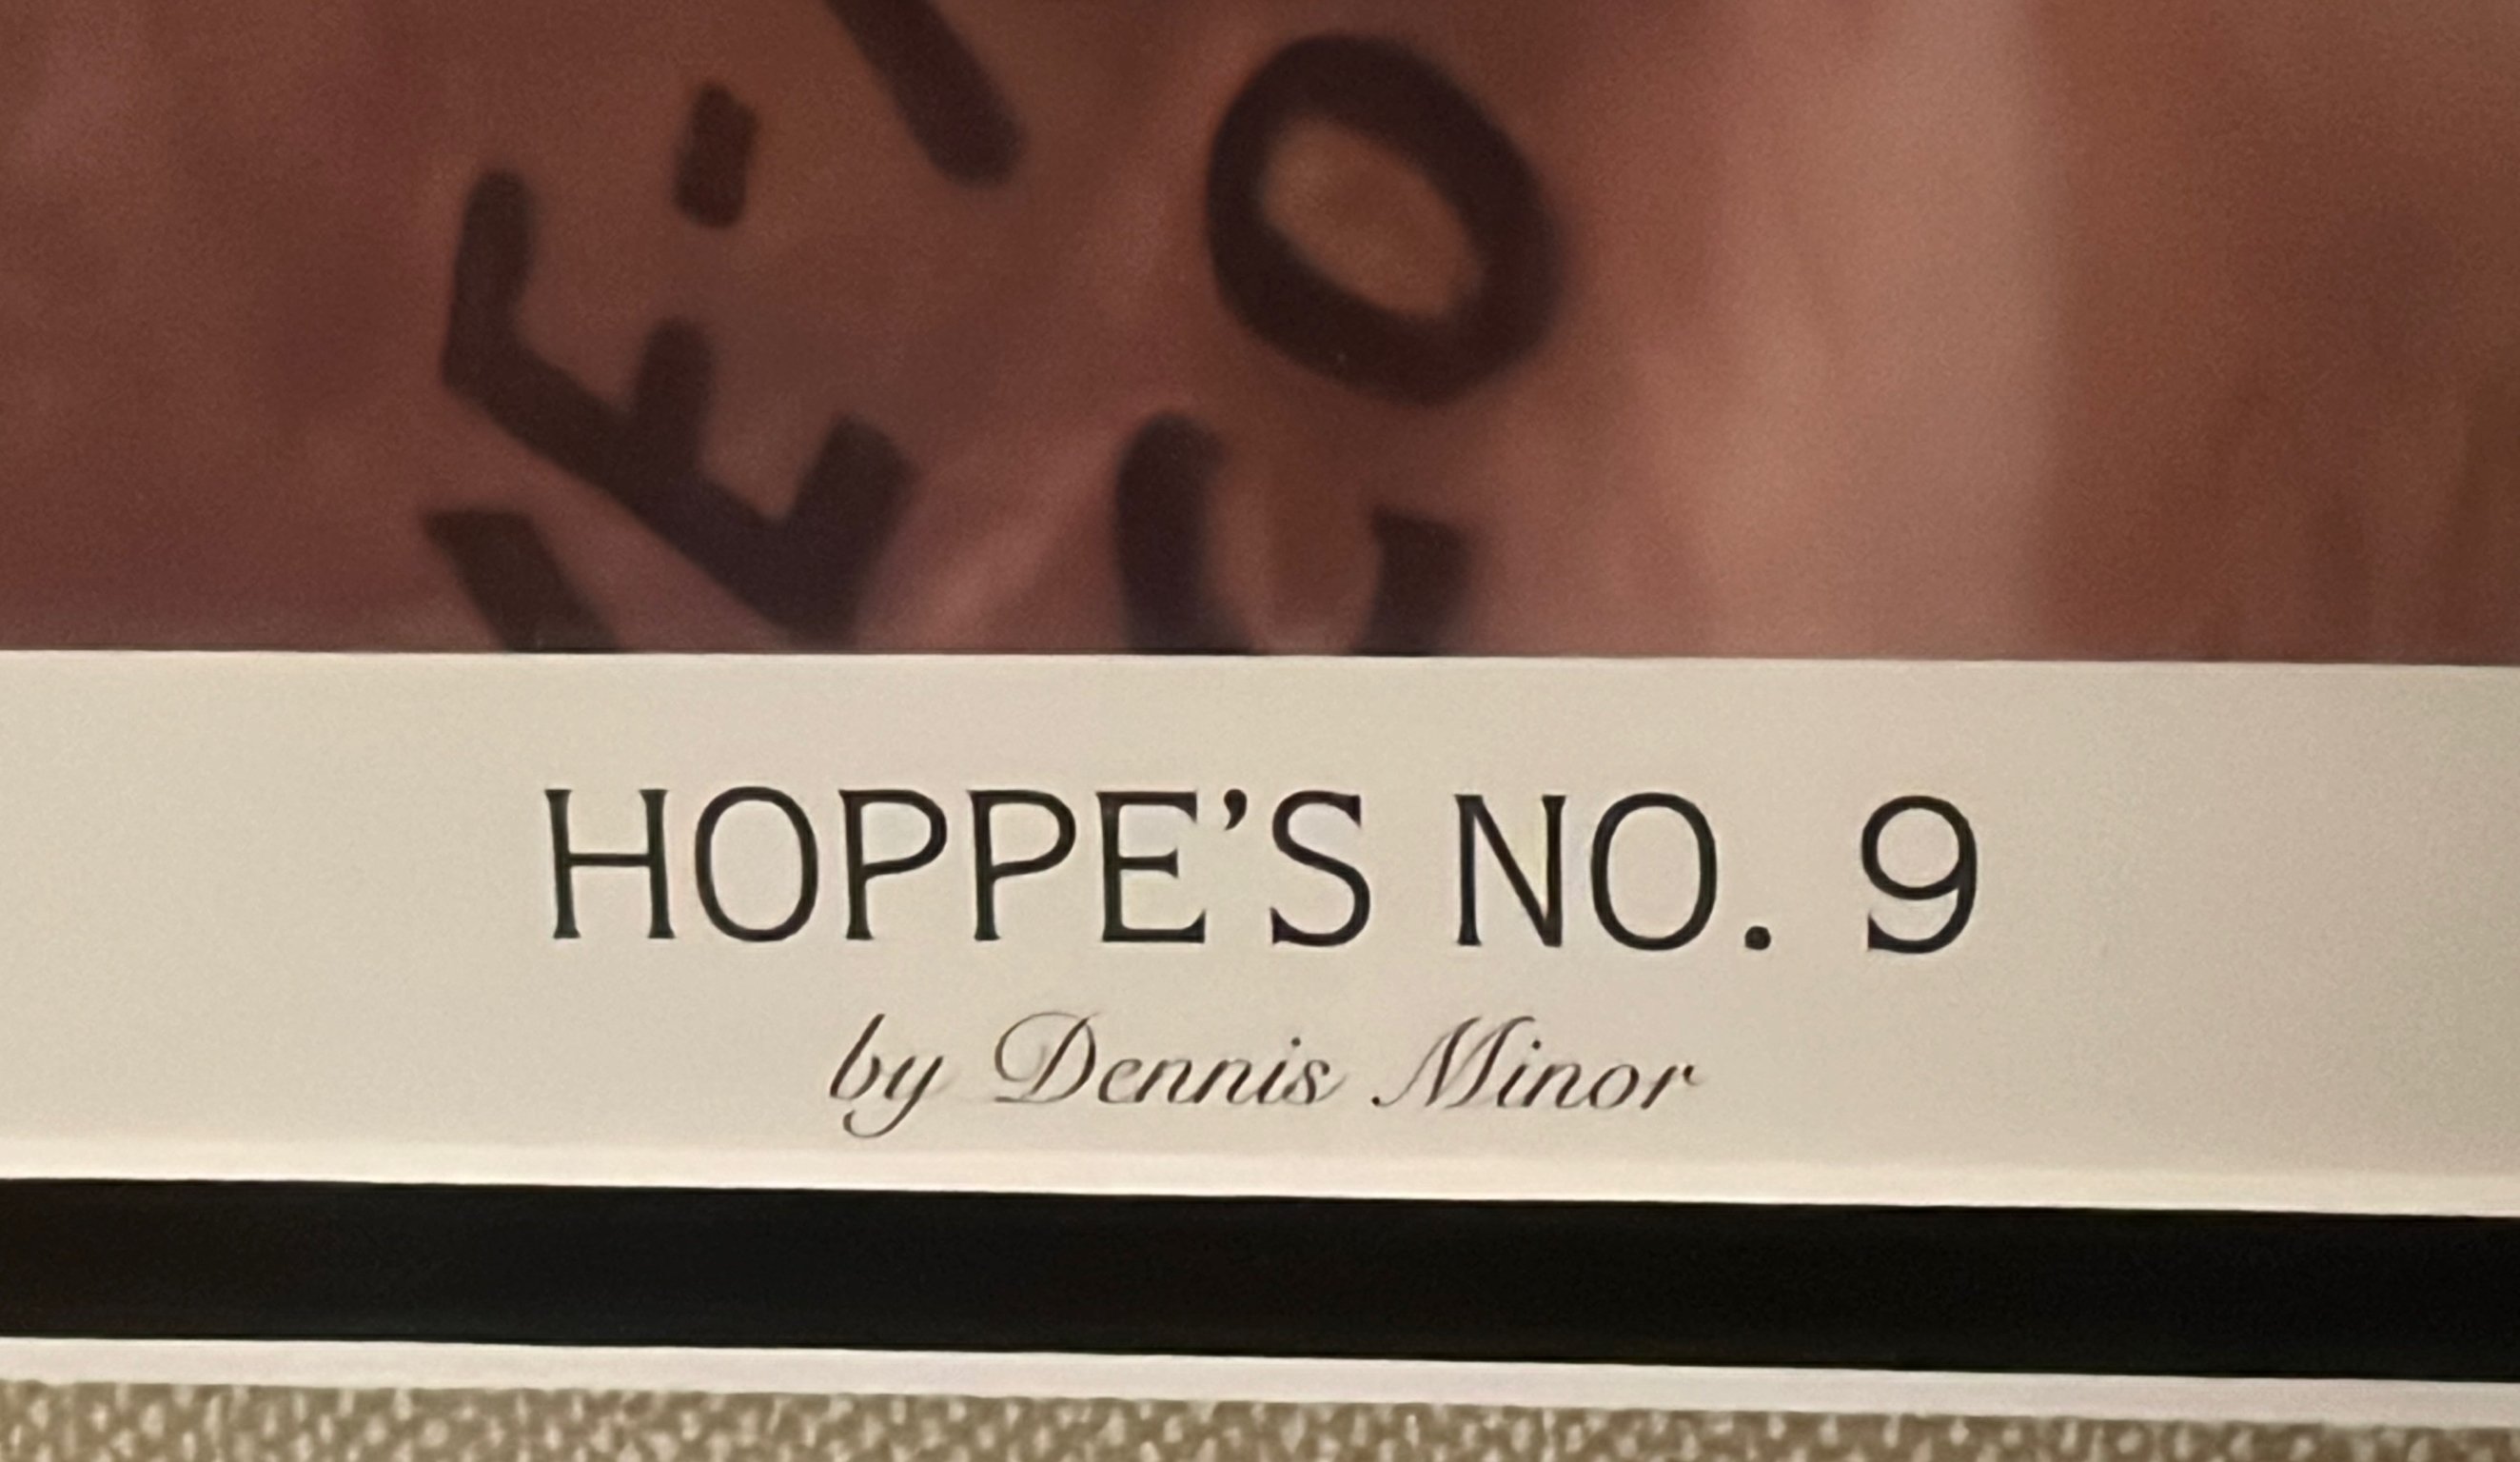 HOPPE’S NO. 9
by Dennis Minor